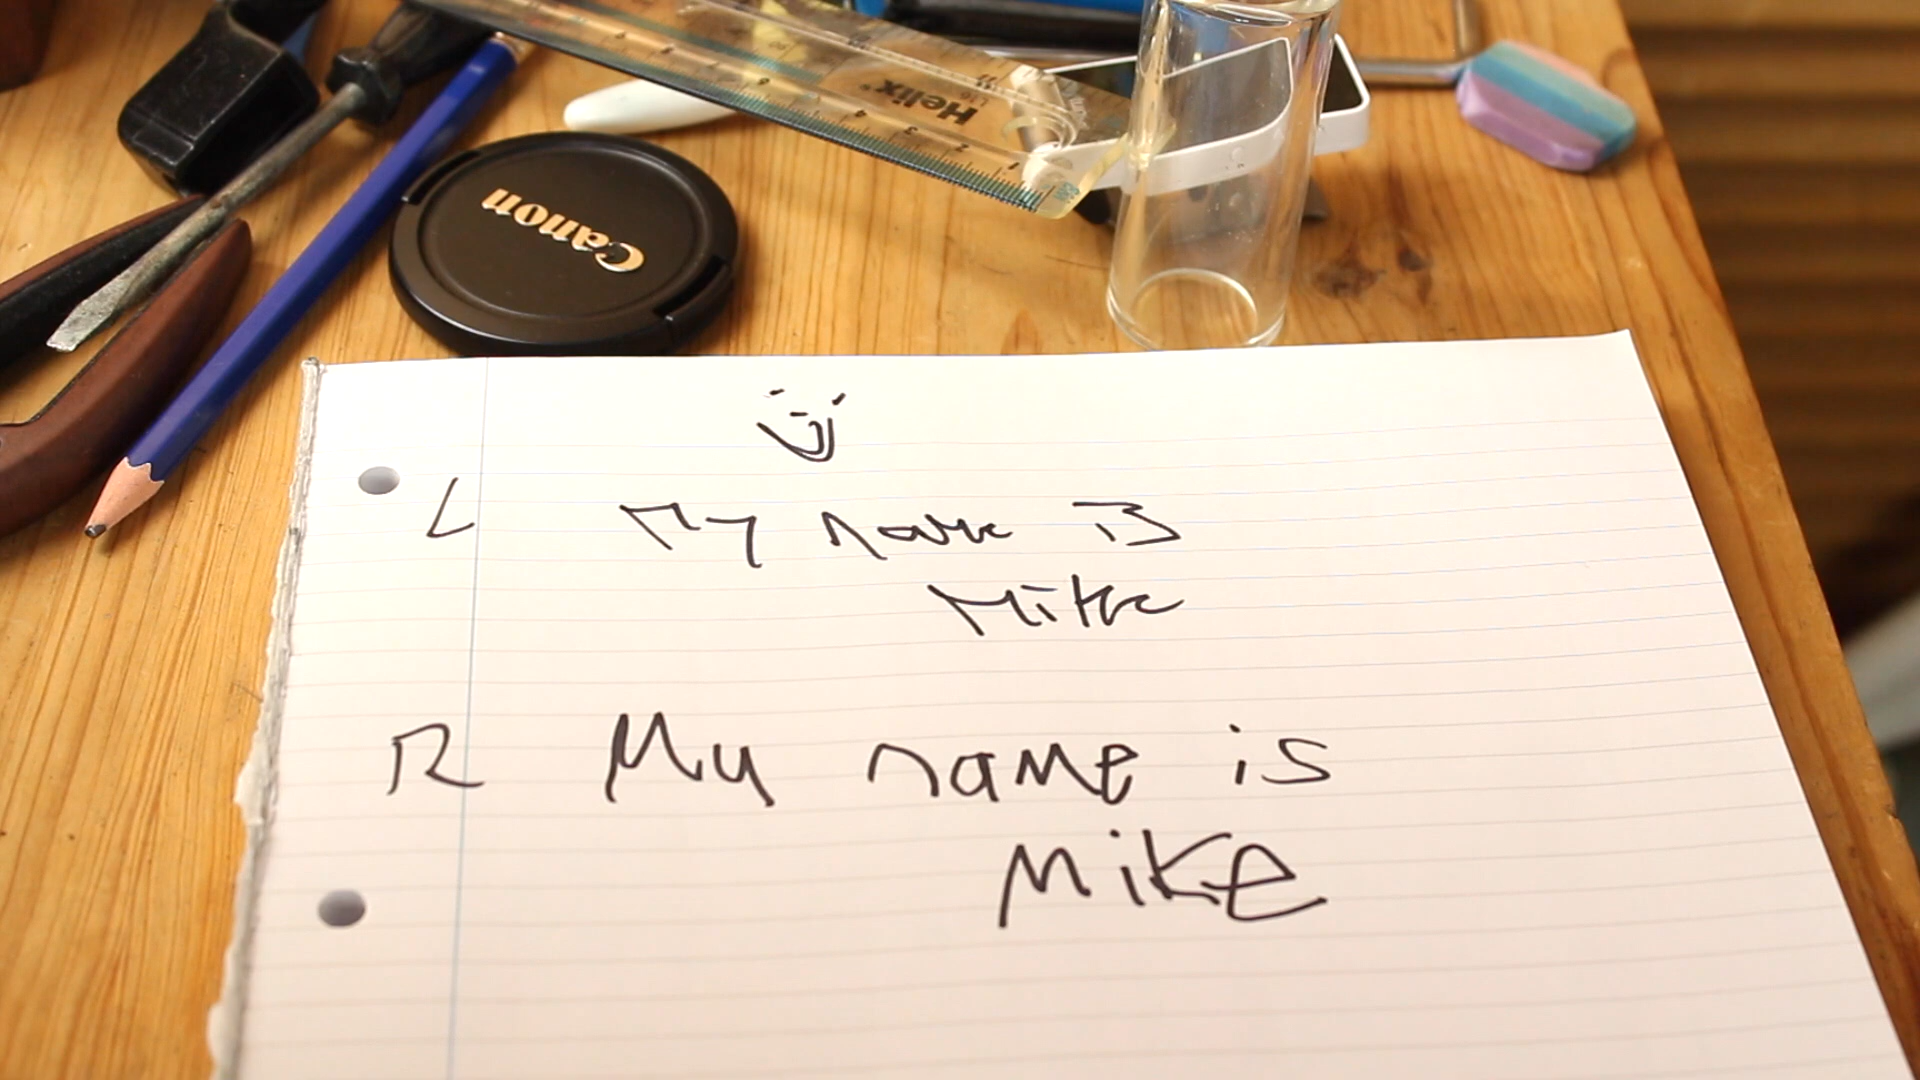 Canon
Helix
L My name is
Mike
R My name is
Mike